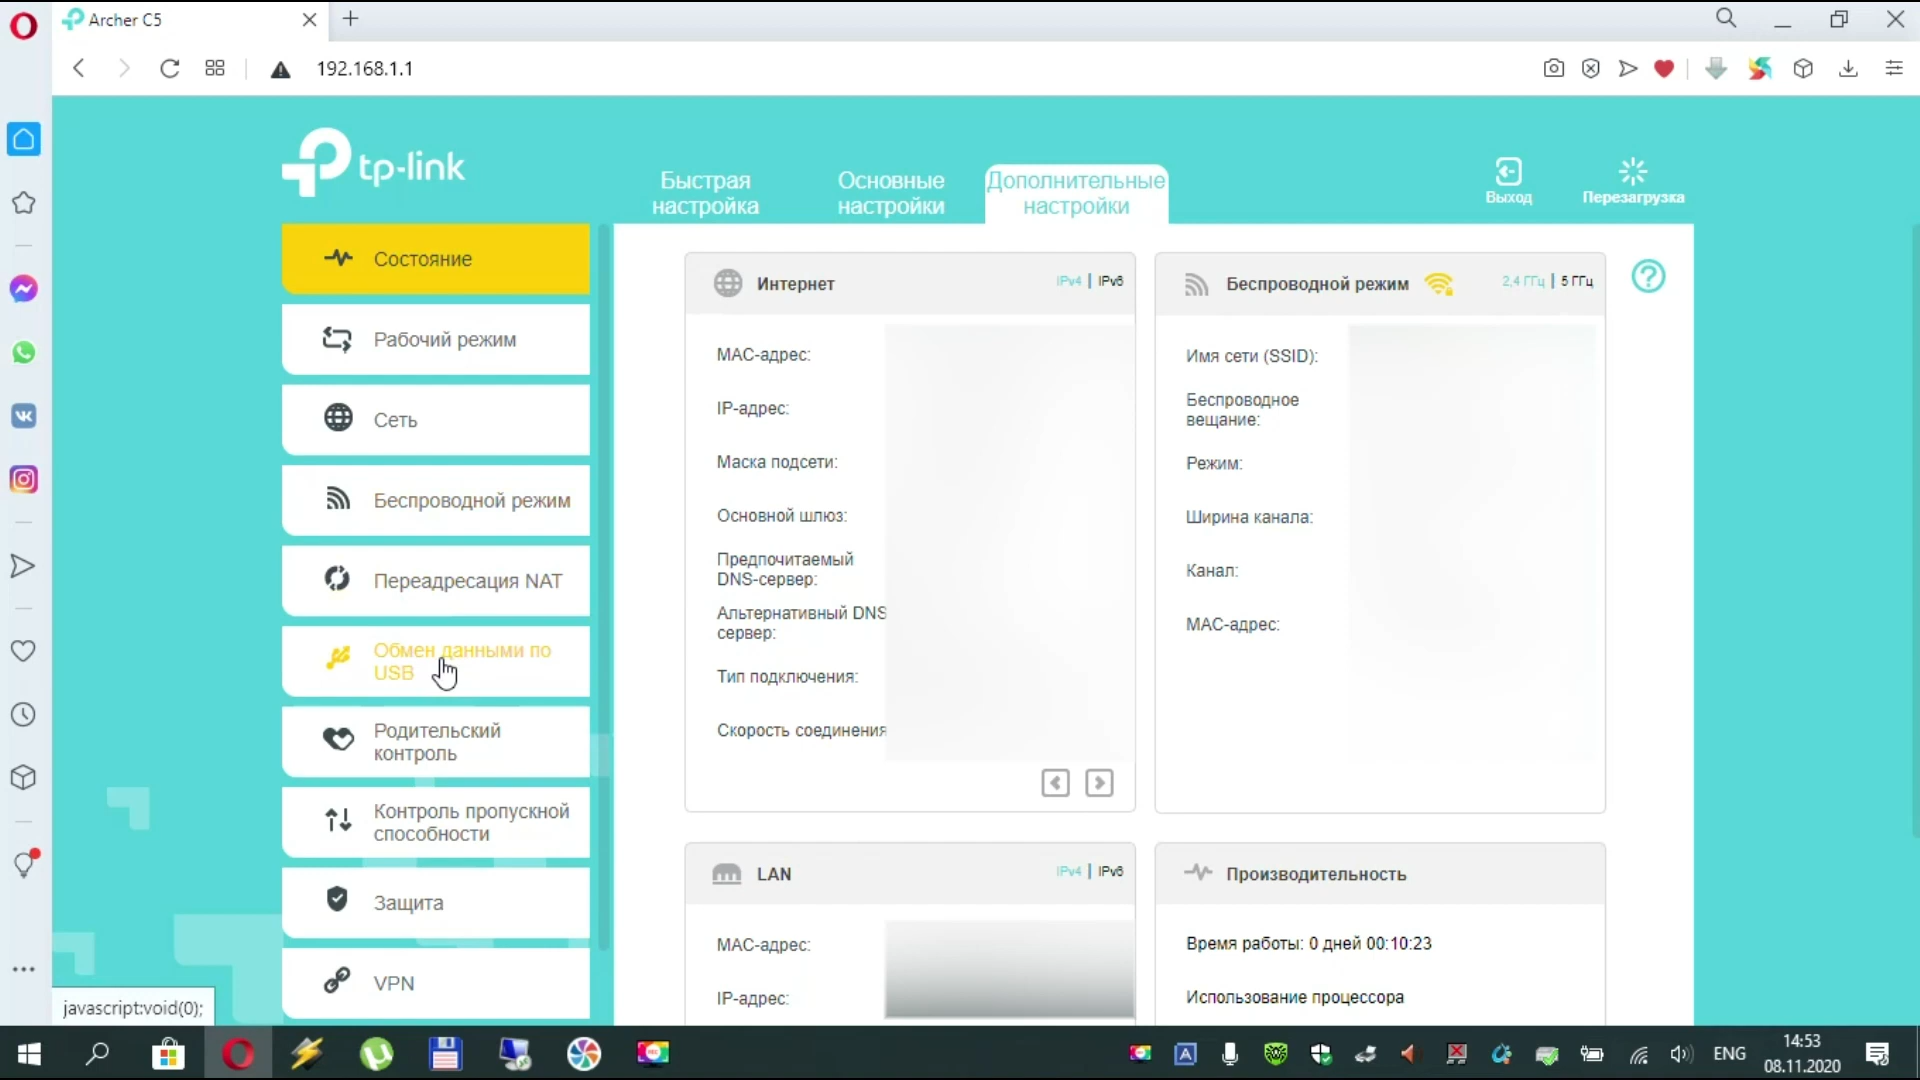 Archer C5
192.168.1.1
tp-link
Быстрая
настройка
Основные
настройки
Дополнительные
настройки
Выход
Перезагрузка
Состояние
Рабочий режим
Сеть
Беспроводной режим
Переадресация NAT
Обмен данными по
USB
Родительский
контроль
Контроль пропускной
способности
Защита
VPN
Интернет
IPv4 | IPv6
MAC-адрес:
IP-адрес:
Маска подсети:
Основной шлюз:
Предпочитаемый
DNS-сервер:
Альтернативный DNS
сервер:
Тип подключения:
Скорость соединения
Беспроводной режим
2,4 ГГц | 5 ГГц
Имя сети (SSID):
Беспроводное
вещание:
Режим:
Ширина канала:
Канал:
MAC-адрес:
LAN
IPv4 | IPv6
MAC-адрес:
IP-адрес:
Производительность
Время работы: 0 дней 00:10:23
Использование процессора
javascript:void(0);
ENG
14:53
08.11.2020